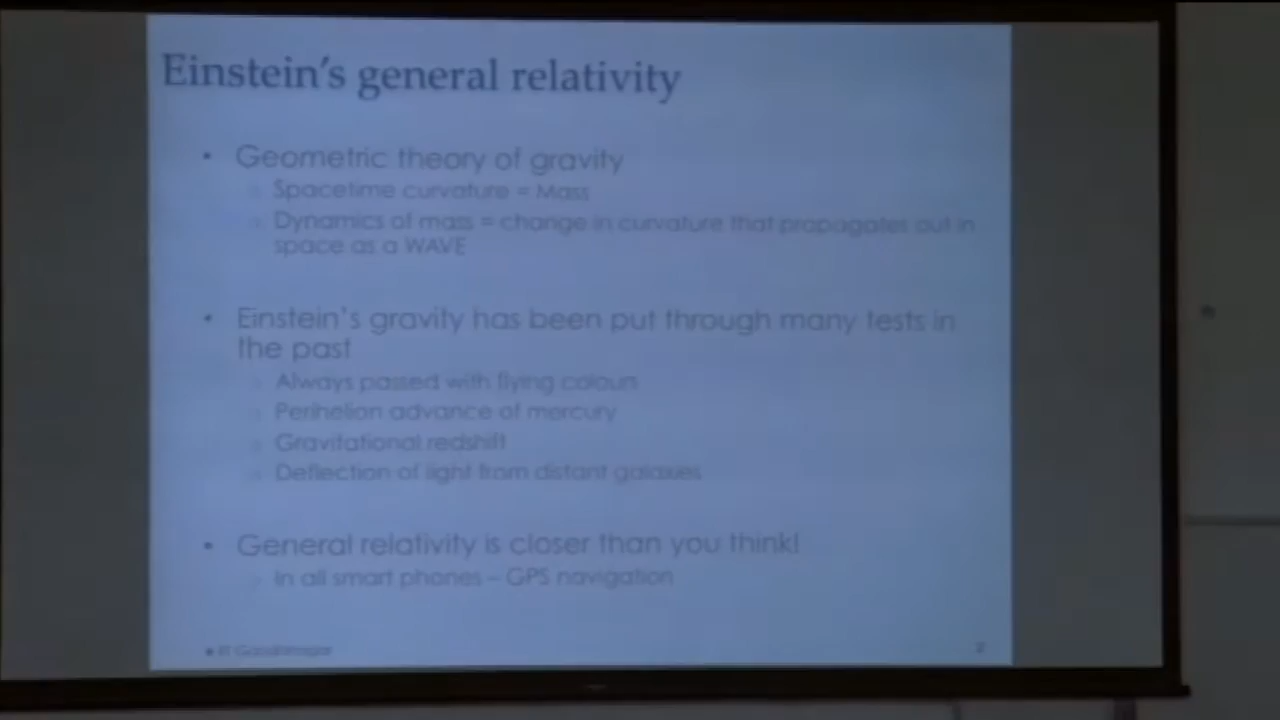 Einstein's general relativity
• Geometric theory of gravity
Spacetime curvature = Mass
Dynamics of mass = change in curvature that propagates out in
space as a WAVE
• Einstein's gravity has been put through many tests in
the past
Always passed with flying colours
Perihelion advance of mercury
Gravitational redshift
Deflection of light from distant galaxies
• General relativity is closer than you think!
In all smart phones – GPS navigation
• IIT Gandhinagar
2